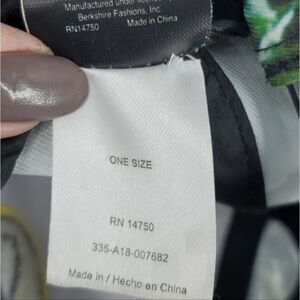 Manufactured under
Berkshire Fashions, Inc.
RN14750 Made in China
ONE SIZE
RN 14750
335-A18-007682
Made in / Hecho en China